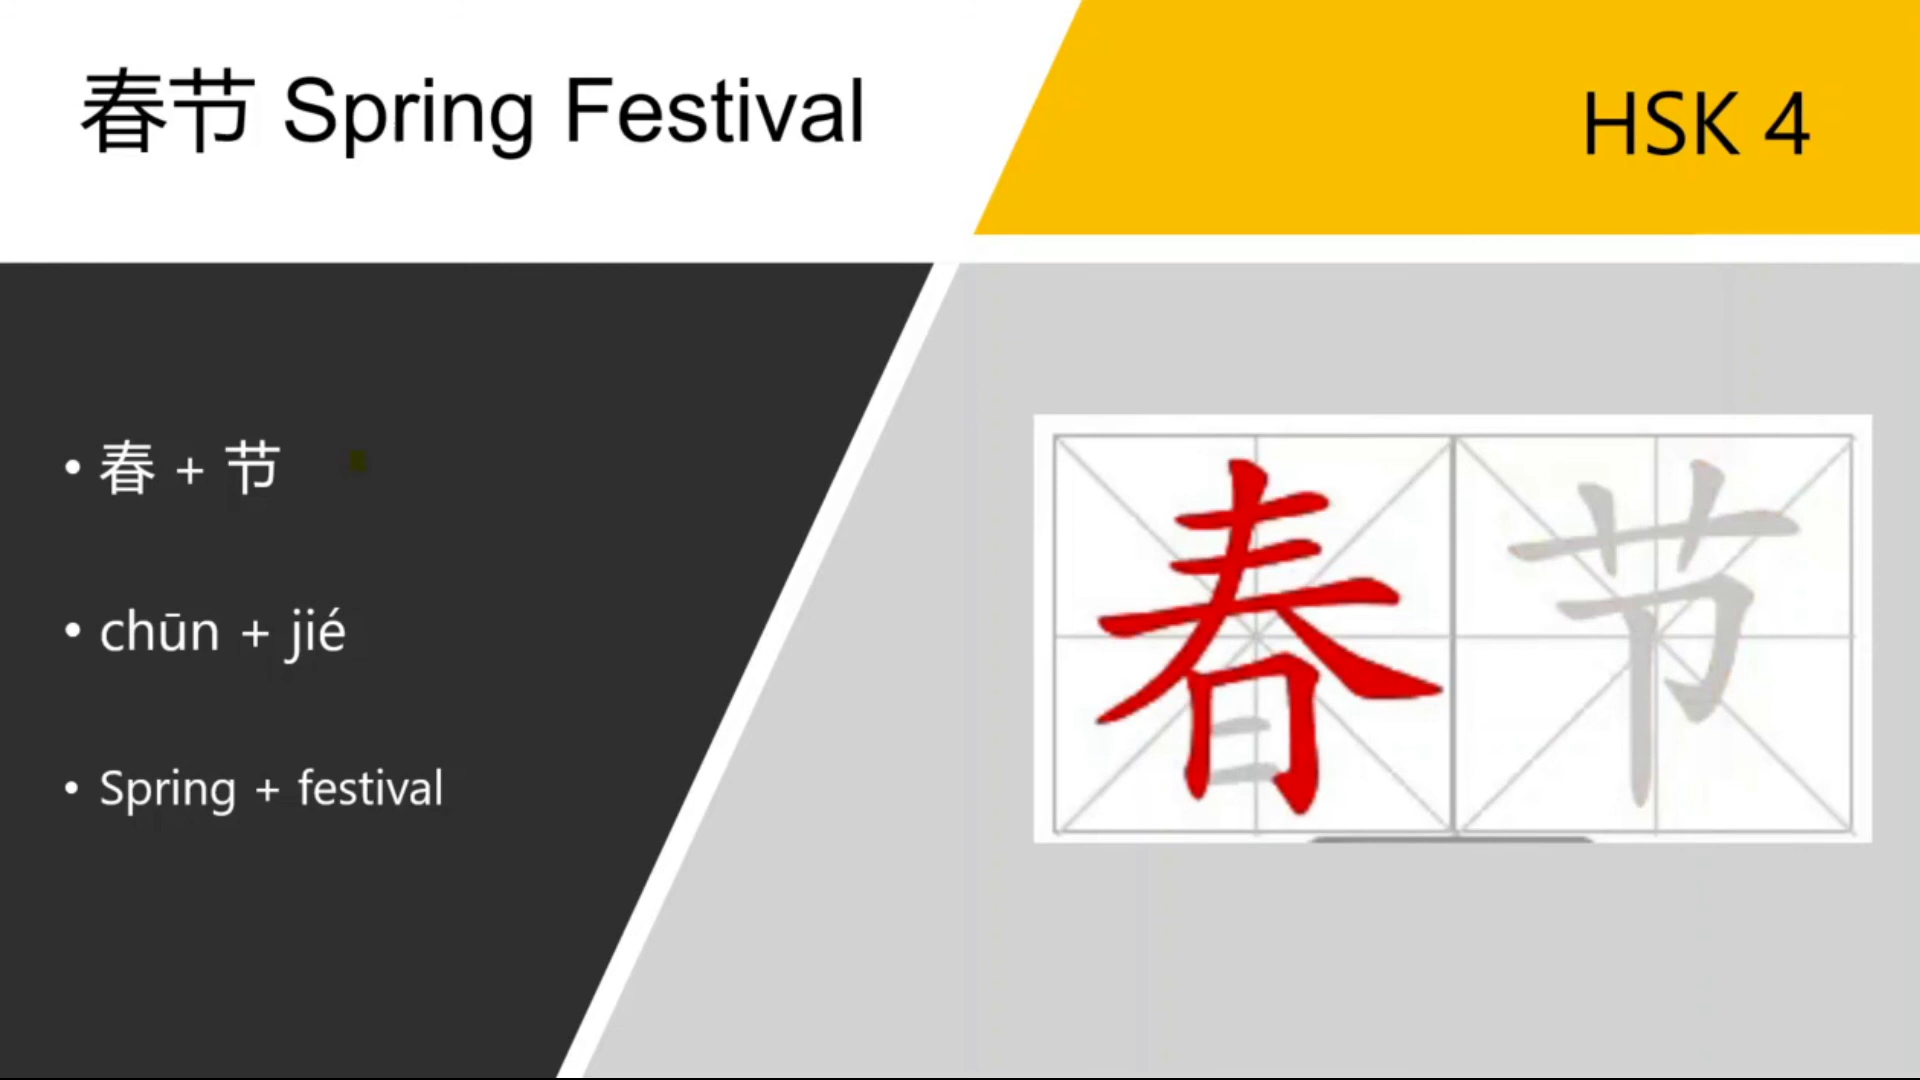 春节 Spring Festival
HSK 4
• 春 + 节
• chūn + jié
• Spring + festival
春节